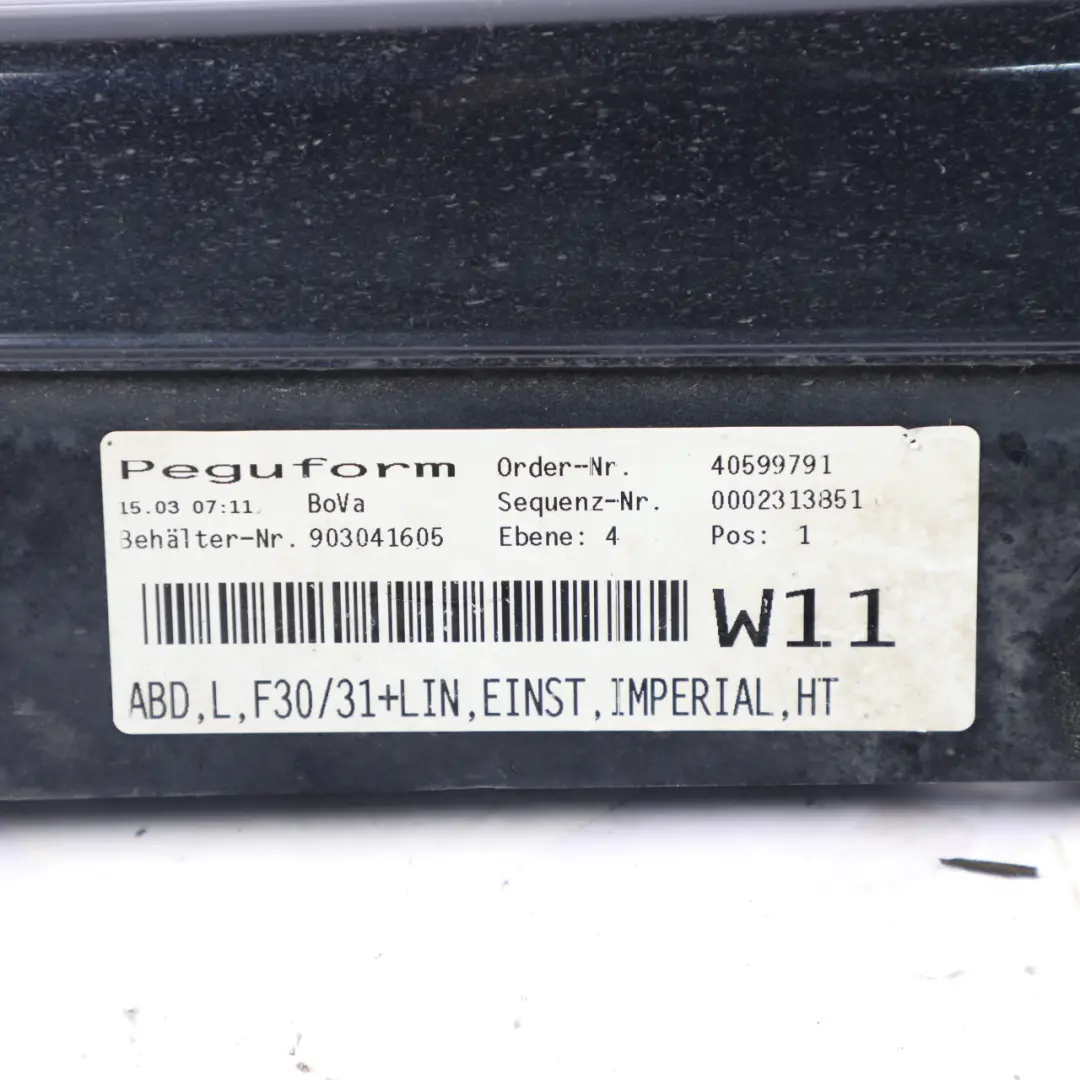 Peguform Order-Nr. 40599791
15.03 07:11 BoVa Sequenz-Nr. 0002313851
Behälter-Nr. 903041605 Ebene: 4 Pos: 1
W11
ABD,L,F30/31+LIN,EINST,IMPERIAL,HT